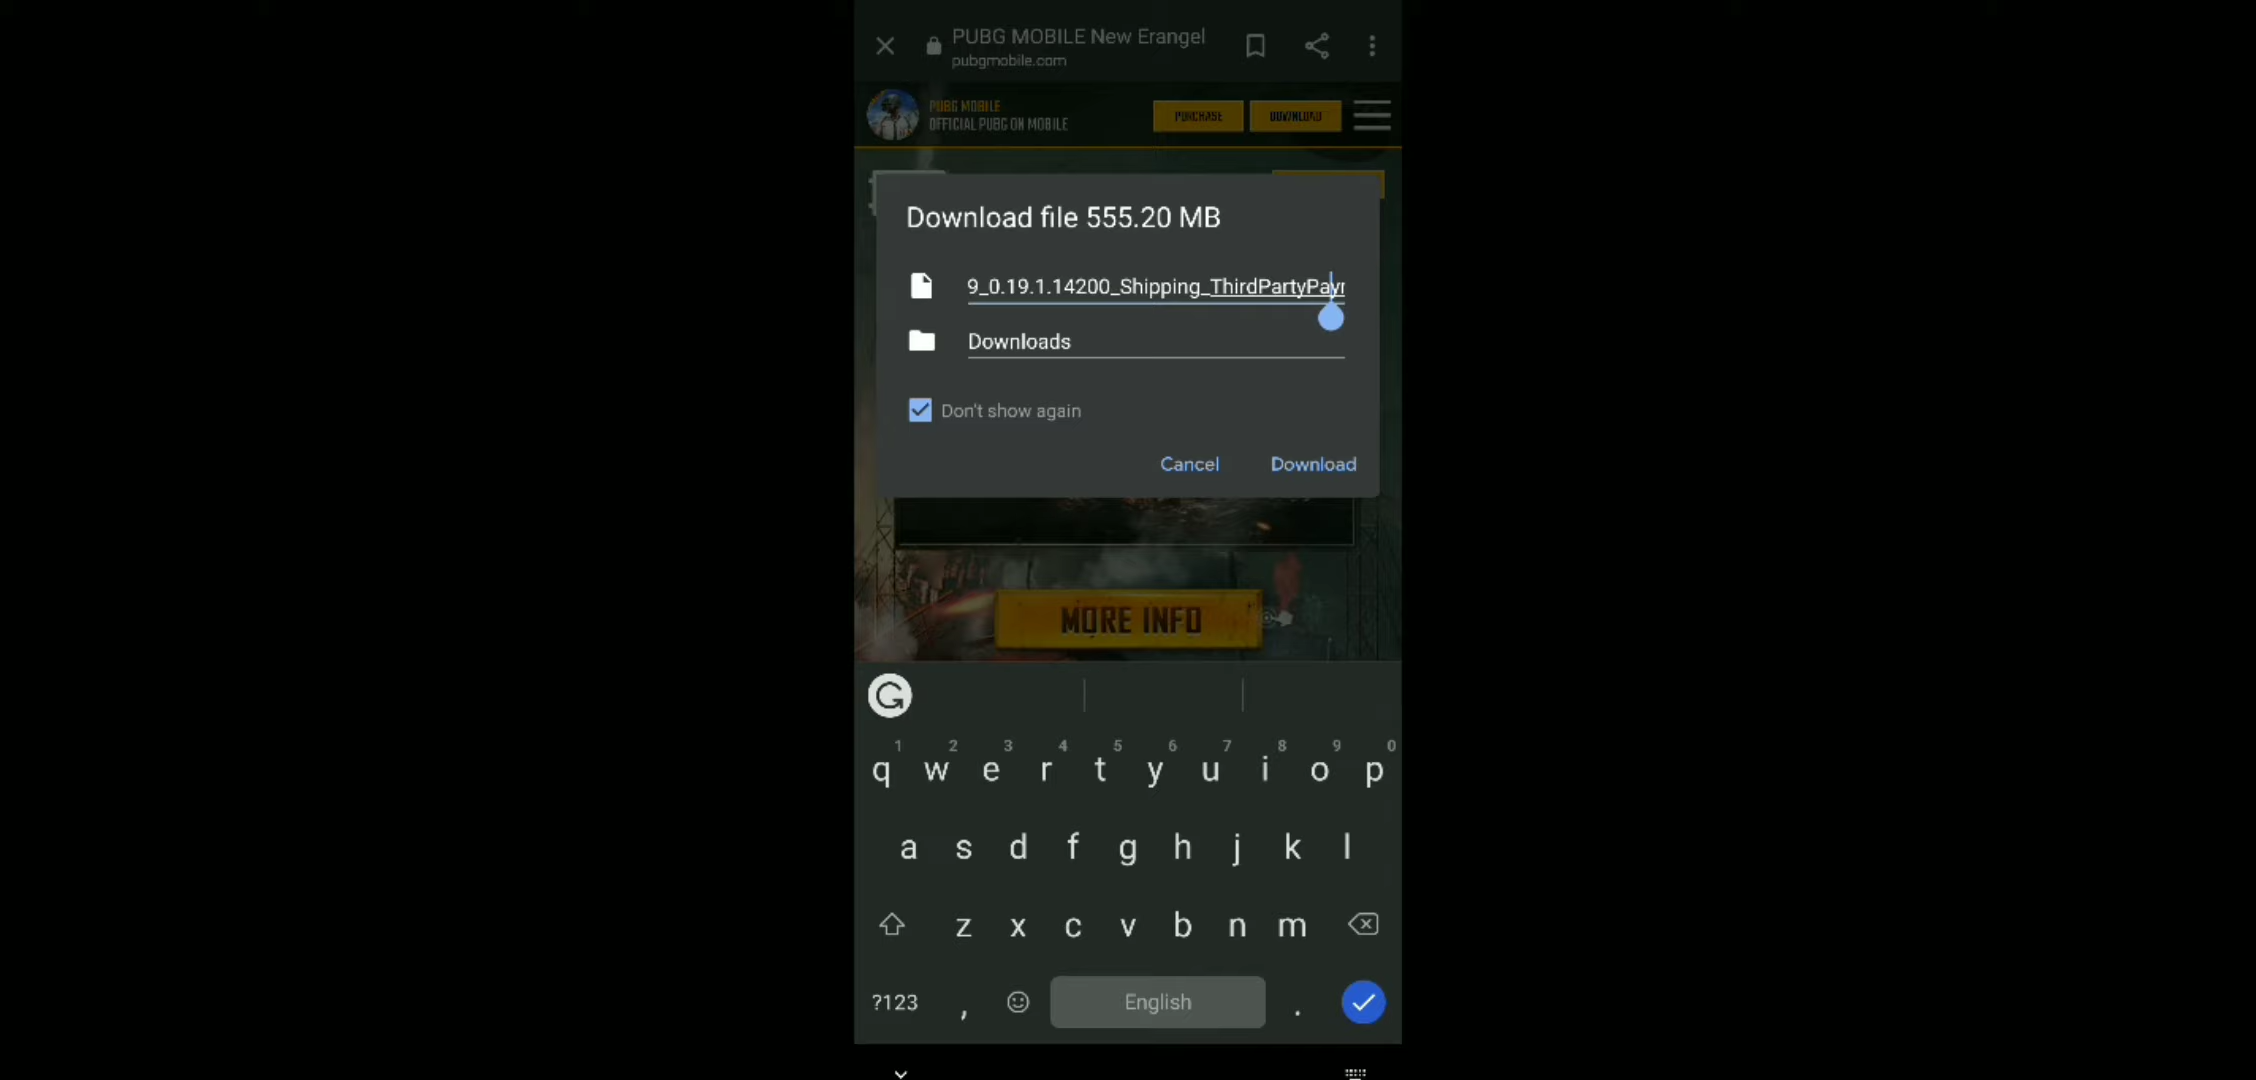 PUBG MOBILE New Erangel
pubgmobile.com
PUBG MOBILE
OFFICIAL PUBG ON MOBILE
PURCHASE
DOWNLOAD
Download file 555.20 MB
9_0.19.1.14200_Shipping_ThirdPartyPayr
Downloads
Don't show again
Cancel
Download
MORE INFO
1 2 3 4 5 6 7 8 9 0
q w e r t y u i o p
a s d f g h j k l
z x c v b n m
?123 , English .